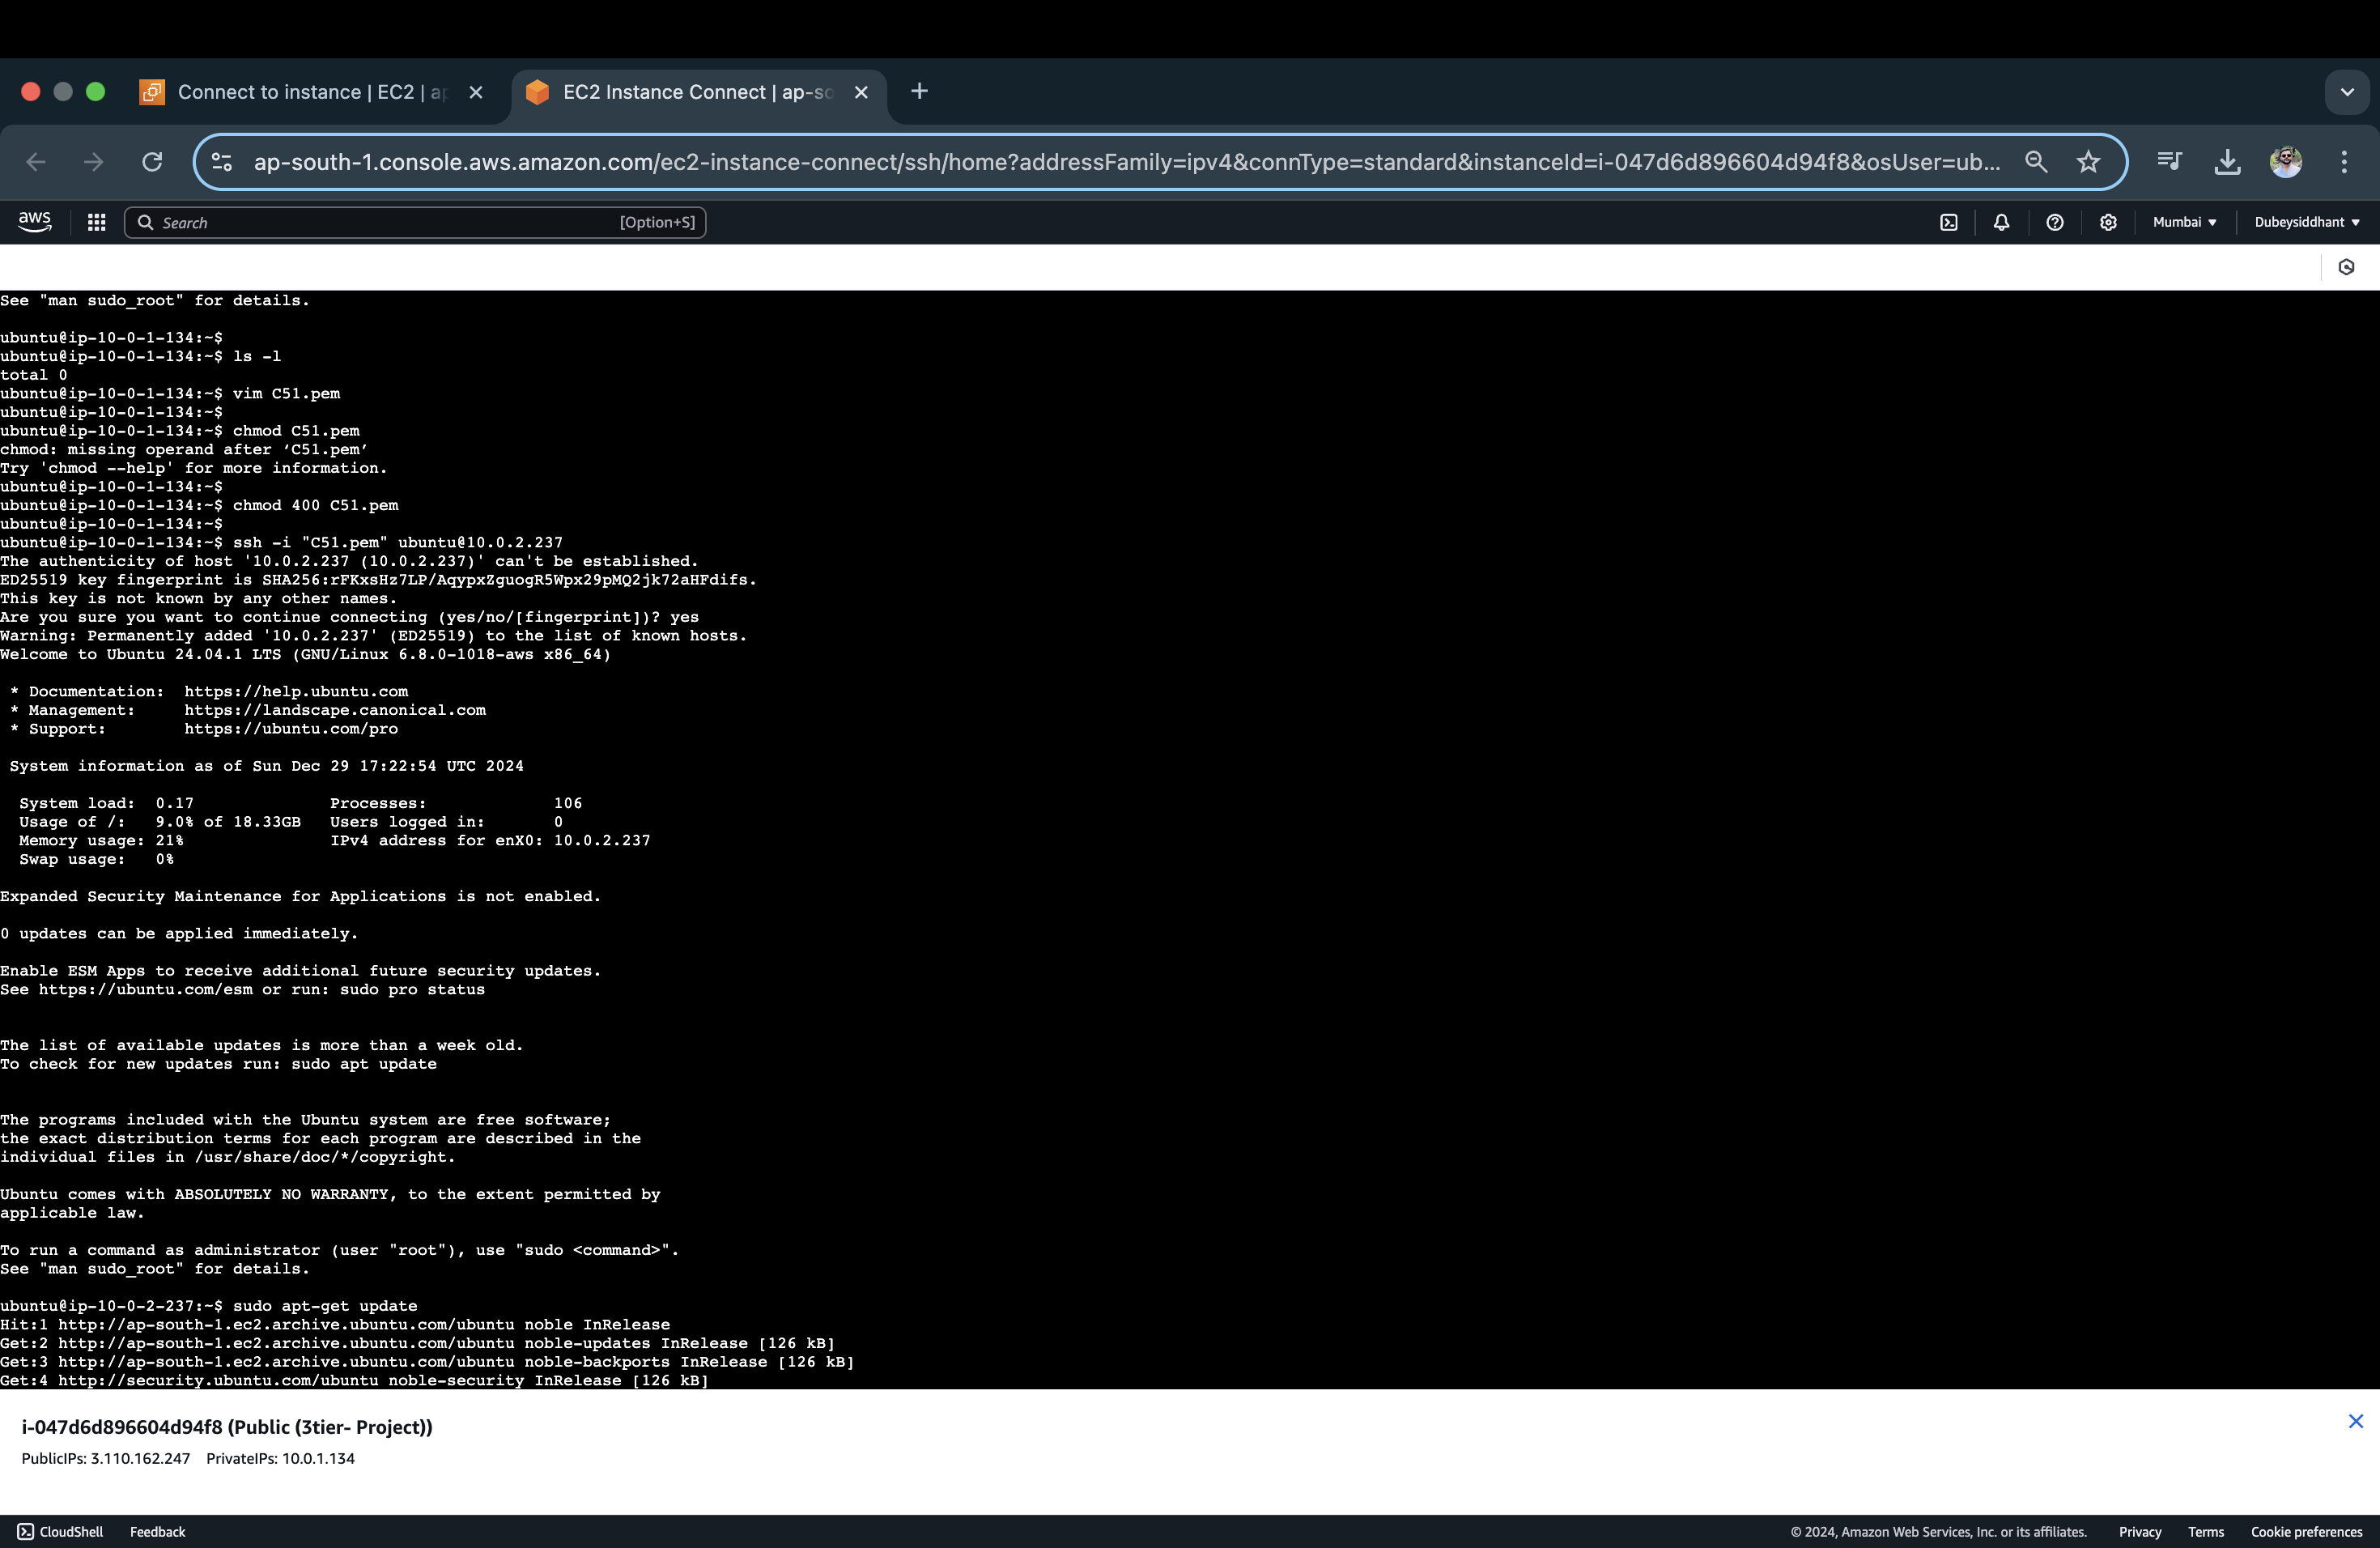 Connect to instance | EC2 | ap
EC2 Instance Connect | ap-so
ap-south-1.console.aws.amazon.com/ec2-instance-connect/ssh/home?addressFamily=ipv4&connType=standard&instanceId=i-047d6d896604d94f8&osUser=ub...
aws
Search
[Option+S]
Mumbai
Dubeysiddhant
See "man sudo_root" for details.
ubuntu@ip-10-0-1-134:~$
ubuntu@ip-10-0-1-134:~$ ls -l
total 0
ubuntu@ip-10-0-1-134:~$ vim C51.pem
ubuntu@ip-10-0-1-134:~$
ubuntu@ip-10-0-1-134:~$ chmod C51.pem
chmod: missing operand after ‘C51.pem’
Try 'chmod --help' for more information.
ubuntu@ip-10-0-1-134:~$
ubuntu@ip-10-0-1-134:~$ chmod 400 C51.pem
ubuntu@ip-10-0-1-134:~$
ubuntu@ip-10-0-1-134:~$ ssh -i "C51.pem" ubuntu@10.0.2.237
The authenticity of host '10.0.2.237 (10.0.2.237)' can't be established.
ED25519 key fingerprint is SHA256:rFKxsHz7LP/AqypxZguogR5Wpx29pMQ2jk72aHFdifs.
This key is not known by any other names.
Are you sure you want to continue connecting (yes/no/[fingerprint])? yes
Warning: Permanently added '10.0.2.237' (ED25519) to the list of known hosts.
Welcome to Ubuntu 24.04.1 LTS (GNU/Linux 6.8.0-1018-aws x86_64)
* Documentation:  https://help.ubuntu.com
* Management:     https://landscape.canonical.com
* Support:        https://ubuntu.com/pro
System information as of Sun Dec 29 17:22:54 UTC 2024
System load:  0.17              Processes:             106
Usage of /:   9.0% of 18.33GB   Users logged in:       0
Memory usage: 21%               IPv4 address for enX0: 10.0.2.237
Swap usage:   0%
Expanded Security Maintenance for Applications is not enabled.
0 updates can be applied immediately.
Enable ESM Apps to receive additional future security updates.
See https://ubuntu.com/esm or run: sudo pro status
The list of available updates is more than a week old.
To check for new updates run: sudo apt update
The programs included with the Ubuntu system are free software;
the exact distribution terms for each program are described in the
individual files in /usr/share/doc/*/copyright.
Ubuntu comes with ABSOLUTELY NO WARRANTY, to the extent permitted by
applicable law.
To run a command as administrator (user "root"), use "sudo <command>".
See "man sudo_root" for details.
ubuntu@ip-10-0-2-237:~$ sudo apt-get update
Hit:1 http://ap-south-1.ec2.archive.ubuntu.com/ubuntu noble InRelease
Get:2 http://ap-south-1.ec2.archive.ubuntu.com/ubuntu noble-updates InRelease [126 kB]
Get:3 http://ap-south-1.ec2.archive.ubuntu.com/ubuntu noble-backports InRelease [126 kB]
Get:4 http://security.ubuntu.com/ubuntu noble-security InRelease [126 kB]
i-047d6d896604d94f8 (Public (3tier- Project))
PublicIPs: 3.110.162.247    PrivateIPs: 10.0.1.134
CloudShell
Feedback
© 2024, Amazon Web Services, Inc. or its affiliates.
Privacy
Terms
Cookie preferences